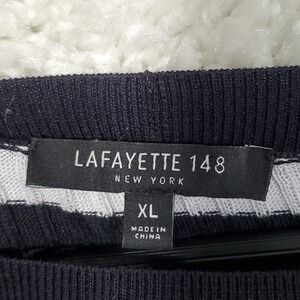 LAFAYETTE 148
NEW YORK
XL
MADE IN
CHINA